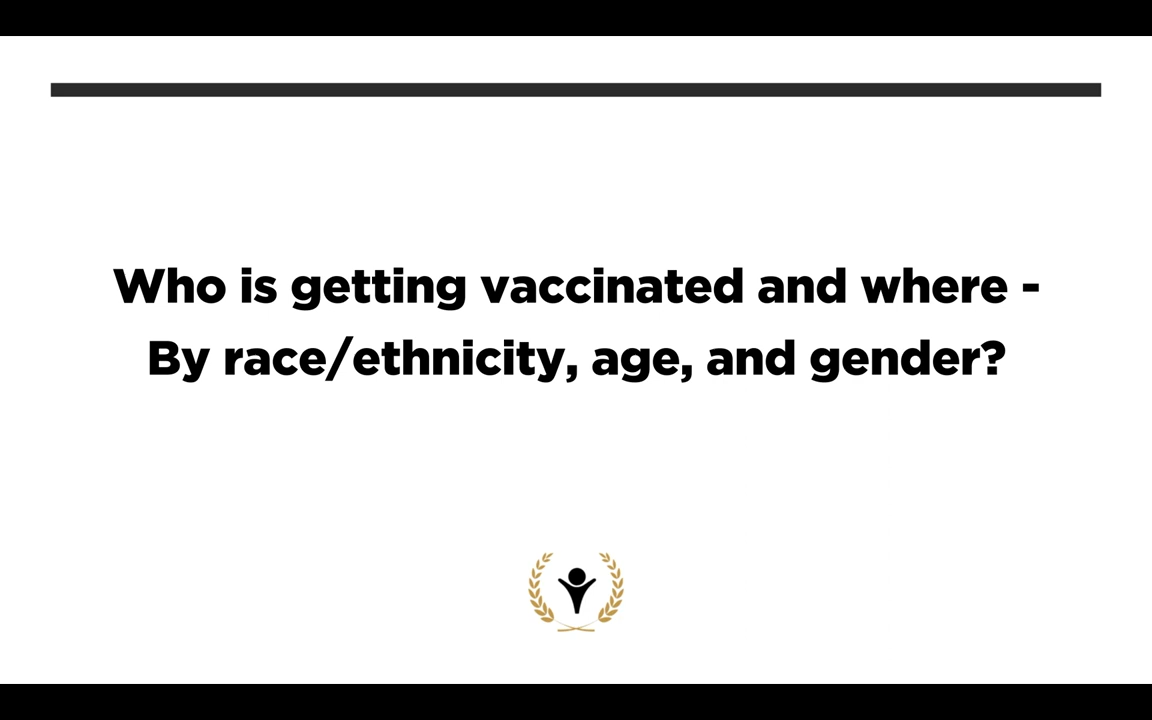 Who is getting vaccinated and where -
By race/ethnicity, age, and gender?